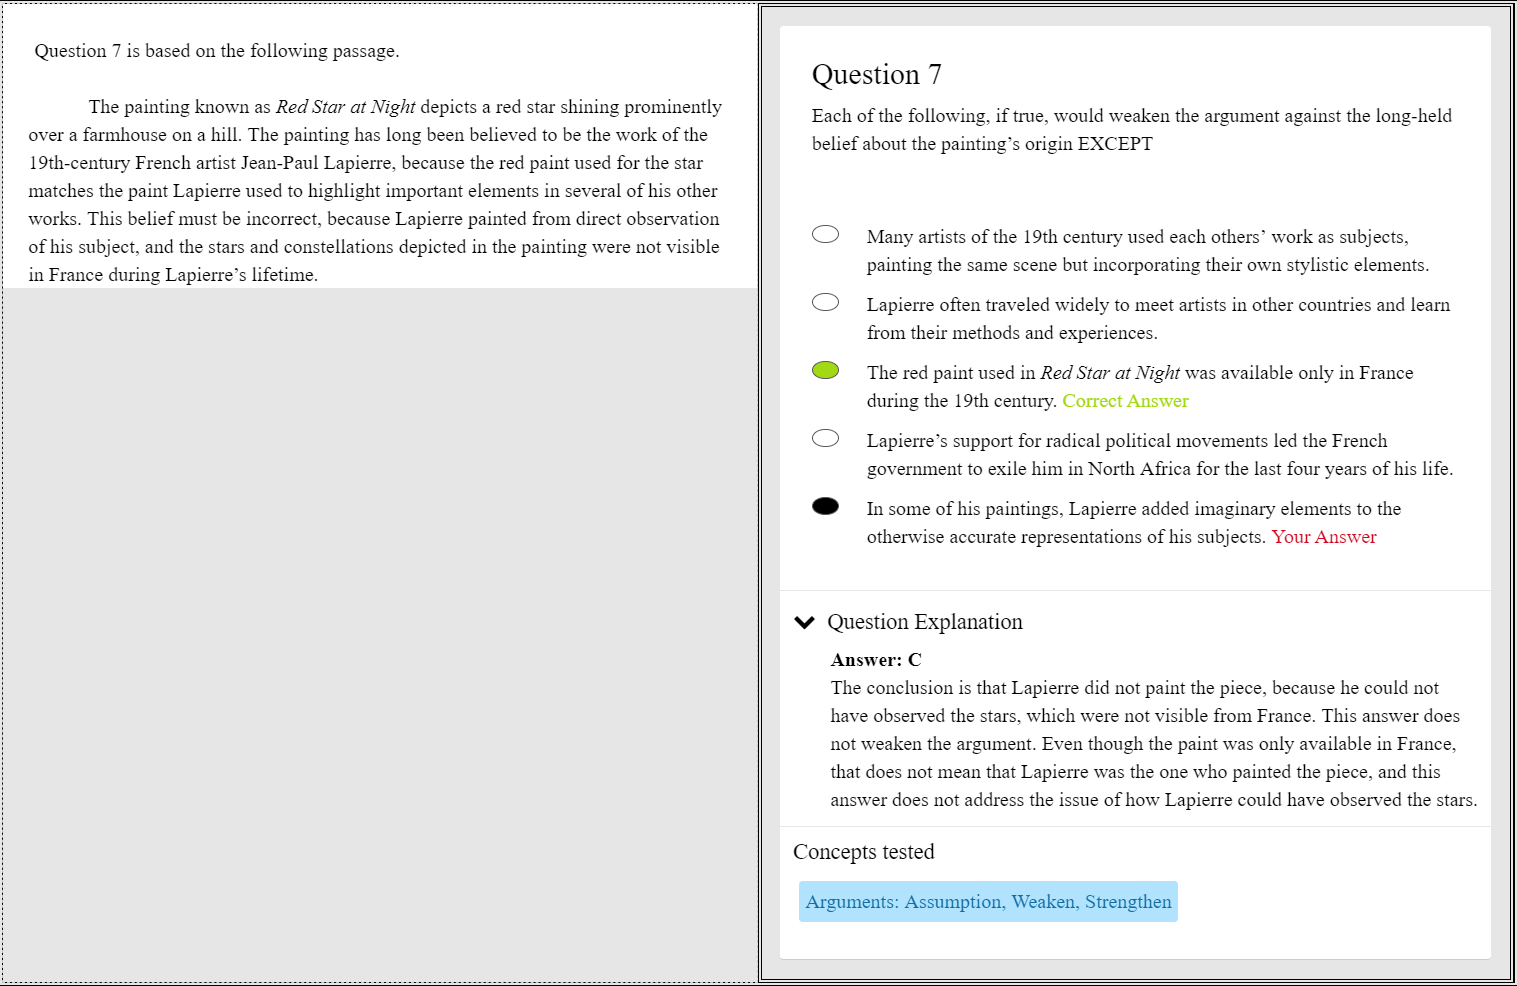 Question 7 is based on the following passage.
The painting known as Red Star at Night depicts a red star shining prominently
over a farmhouse on a hill. The painting has long been believed to be the work of the
19th-century French artist Jean-Paul Lapierre, because the red paint used for the star
matches the paint Lapierre used to highlight important elements in several of his other
works. This belief must be incorrect, because Lapierre painted from direct observation
of his subject, and the stars and constellations depicted in the painting were not visible
in France during Lapierre’s lifetime.
Question 7
Each of the following, if true, would weaken the argument against the long-held
belief about the painting’s origin EXCEPT
Many artists of the 19th century used each others’ work as subjects,
painting the same scene but incorporating their own stylistic elements.
Lapierre often traveled widely to meet artists in other countries and learn
from their methods and experiences.
The red paint used in Red Star at Night was available only in France
during the 19th century. Correct Answer
Lapierre’s support for radical political movements led the French
government to exile him in North Africa for the last four years of his life.
In some of his paintings, Lapierre added imaginary elements to the
otherwise accurate representations of his subjects. Your Answer
Question Explanation
Answer: C
The conclusion is that Lapierre did not paint the piece, because he could not
have observed the stars, which were not visible from France. This answer does
not weaken the argument. Even though the paint was only available in France,
that does not mean that Lapierre was the one who painted the piece, and this
answer does not address the issue of how Lapierre could have observed the stars.
Concepts tested
Arguments: Assumption, Weaken, Strengthen